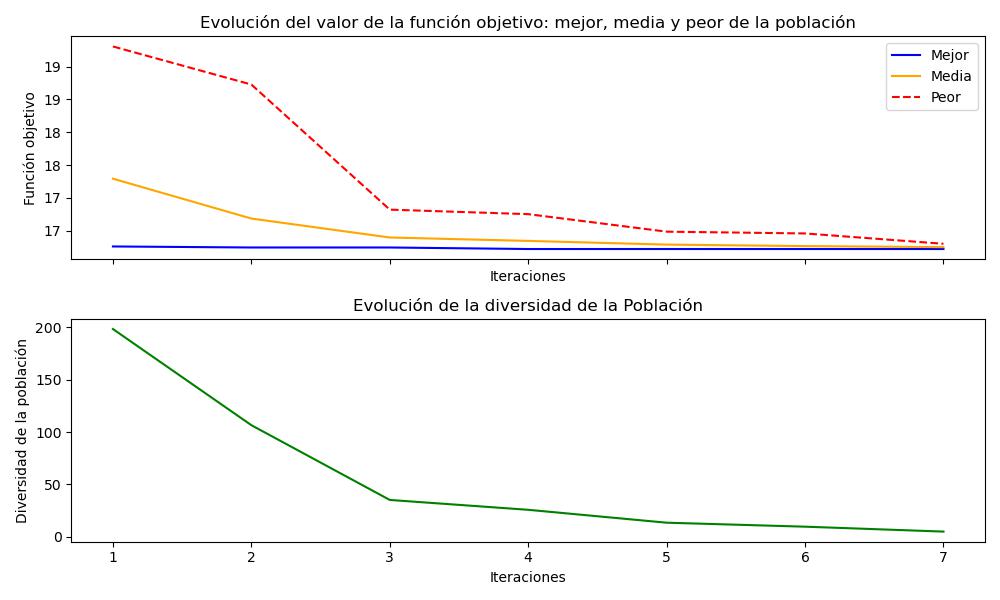 Evolución del valor de la función objetivo: mejor, media y peor de la población
Función objetivo
19
19
18
18
17
17
Mejor
Media
Peor
Iteraciones
Evolución de la diversidad de la Población
Diversidad de la población
200
150
100
50
0
1 2 3 4 5 6 7
Iteraciones